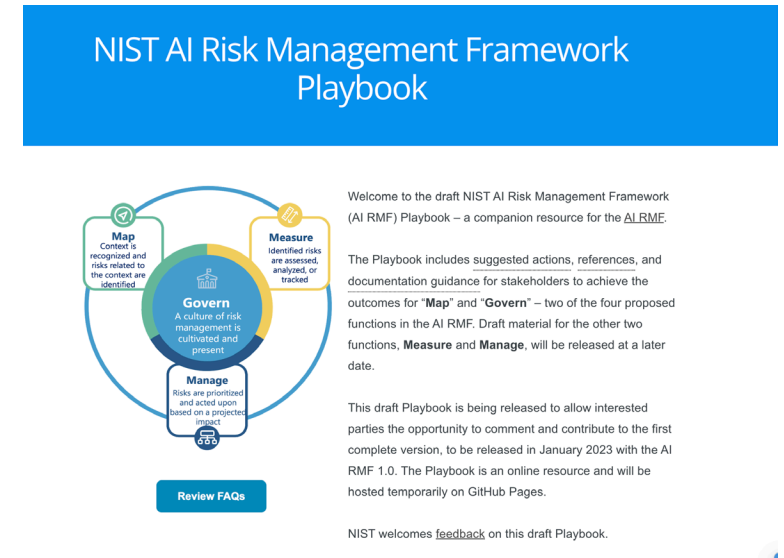 NIST AI Risk Management Framework
Playbook
Map
Context is
recognized and
risks related to
the context are
identified
Measure
Identified risks
are assessed,
analyzed, or
tracked
Govern
A culture of risk
management is
cultivated and
present
Manage
Risks are prioritized
and acted upon
based on a projected
impact
Review FAQs
Welcome to the draft NIST AI Risk Management Framework
(AI RMF) Playbook – a companion resource for the AI RMF.
The Playbook includes suggested actions, references, and
documentation guidance for stakeholders to achieve the
outcomes for “Map” and “Govern” – two of the four proposed
functions in the AI RMF. Draft material for the other two
functions, Measure and Manage, will be released at a later
date.
This draft Playbook is being released to allow interested
parties the opportunity to comment and contribute to the first
complete version, to be released in January 2023 with the AI
RMF 1.0. The Playbook is an online resource and will be
hosted temporarily on GitHub Pages.
NIST welcomes feedback on this draft Playbook.